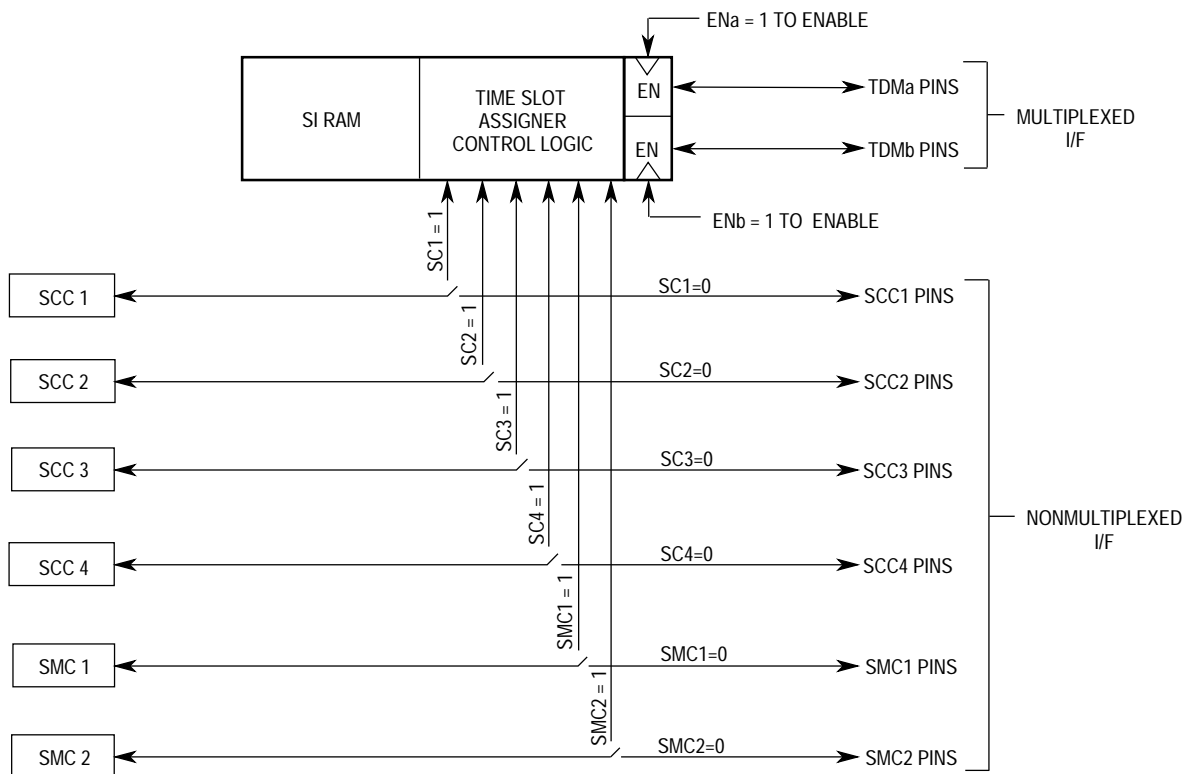 ENa = 1 TO ENABLE
SI RAM
TIME SLOT
ASSIGNER
CONTROL LOGIC
EN
EN
TDMa PINS
TDMb PINS
MULTIPLEXED
I/F
ENb = 1 TO ENABLE
SC1 = 1
SCC 1
SC1=0
SCC1 PINS
SC2 = 1
SCC 2
SC2=0
SCC2 PINS
SC3 = 1
SCC 3
SC3=0
SCC3 PINS
SC4 = 1
SCC 4
SC4=0
SCC4 PINS
NONMULTIPLEXED
I/F
SMC1 = 1
SMC 1
SMC1=0
SMC1 PINS
SMC2 = 1
SMC 2
SMC2=0
SMC2 PINS